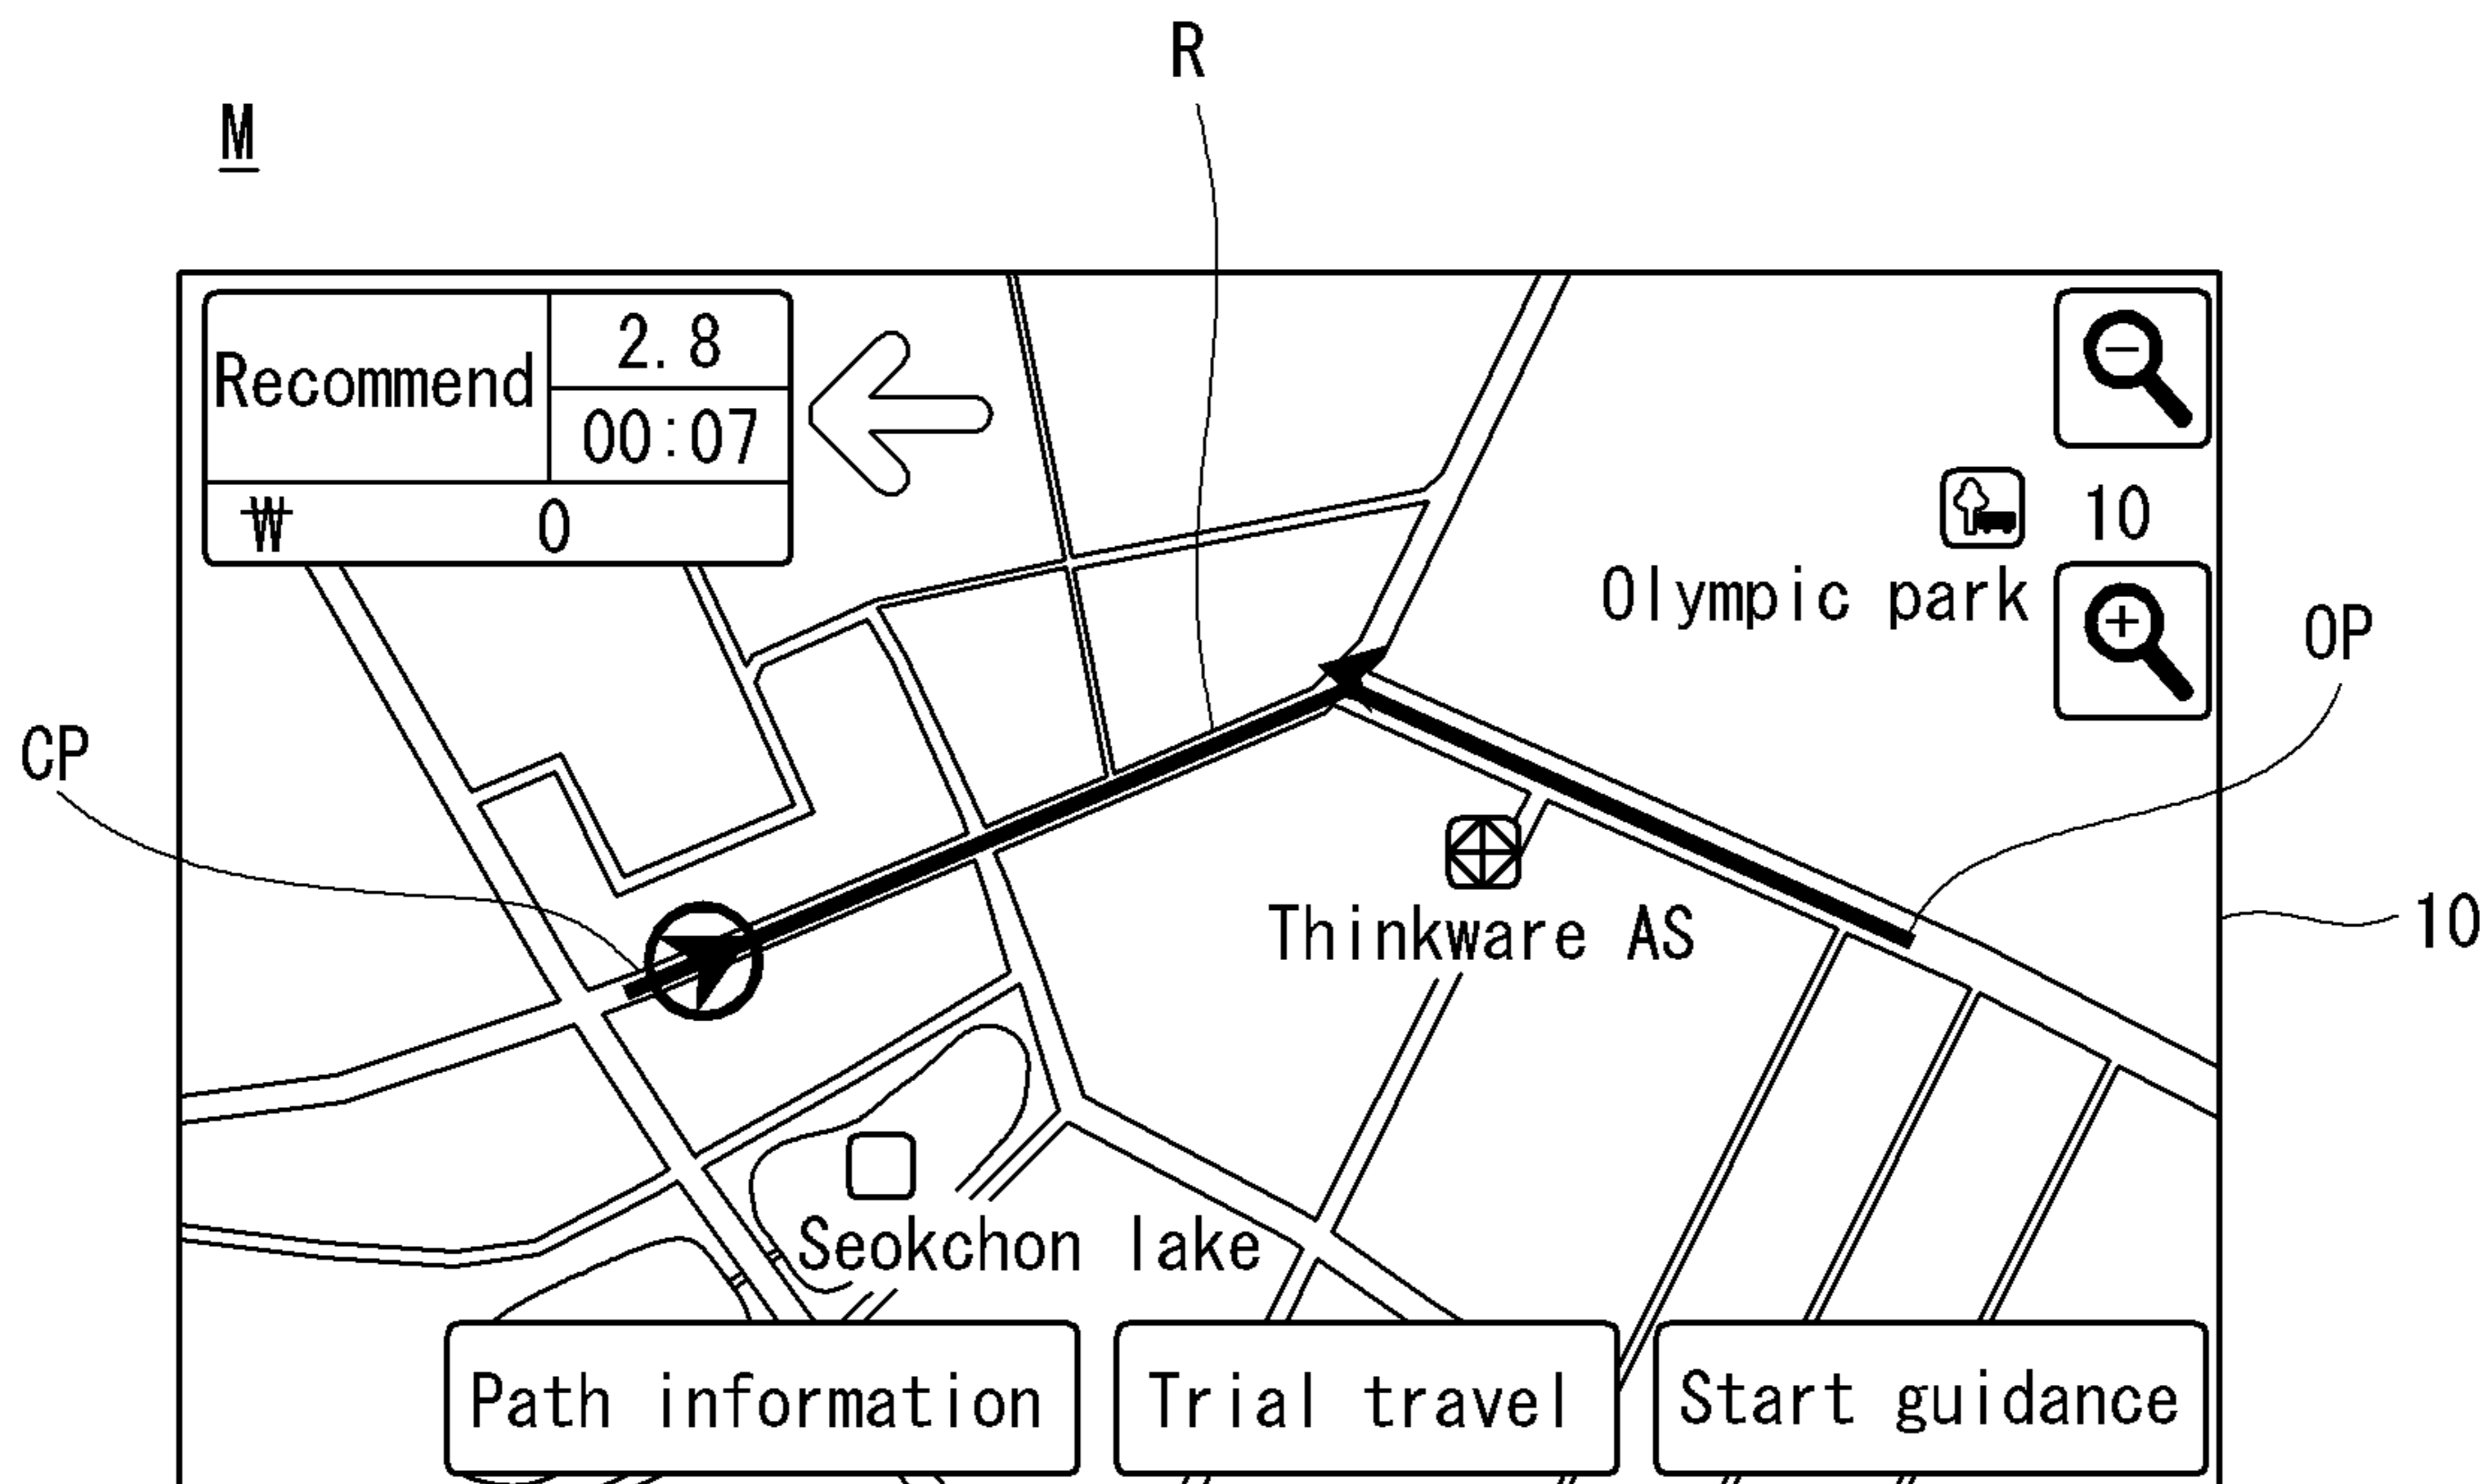 R
M
Recommend
2.8
00:07
₩ 0
10
Olympic park
OP
CP
Thinkware AS
10
Seokchon lake
Path information
Trial travel
Start guidance